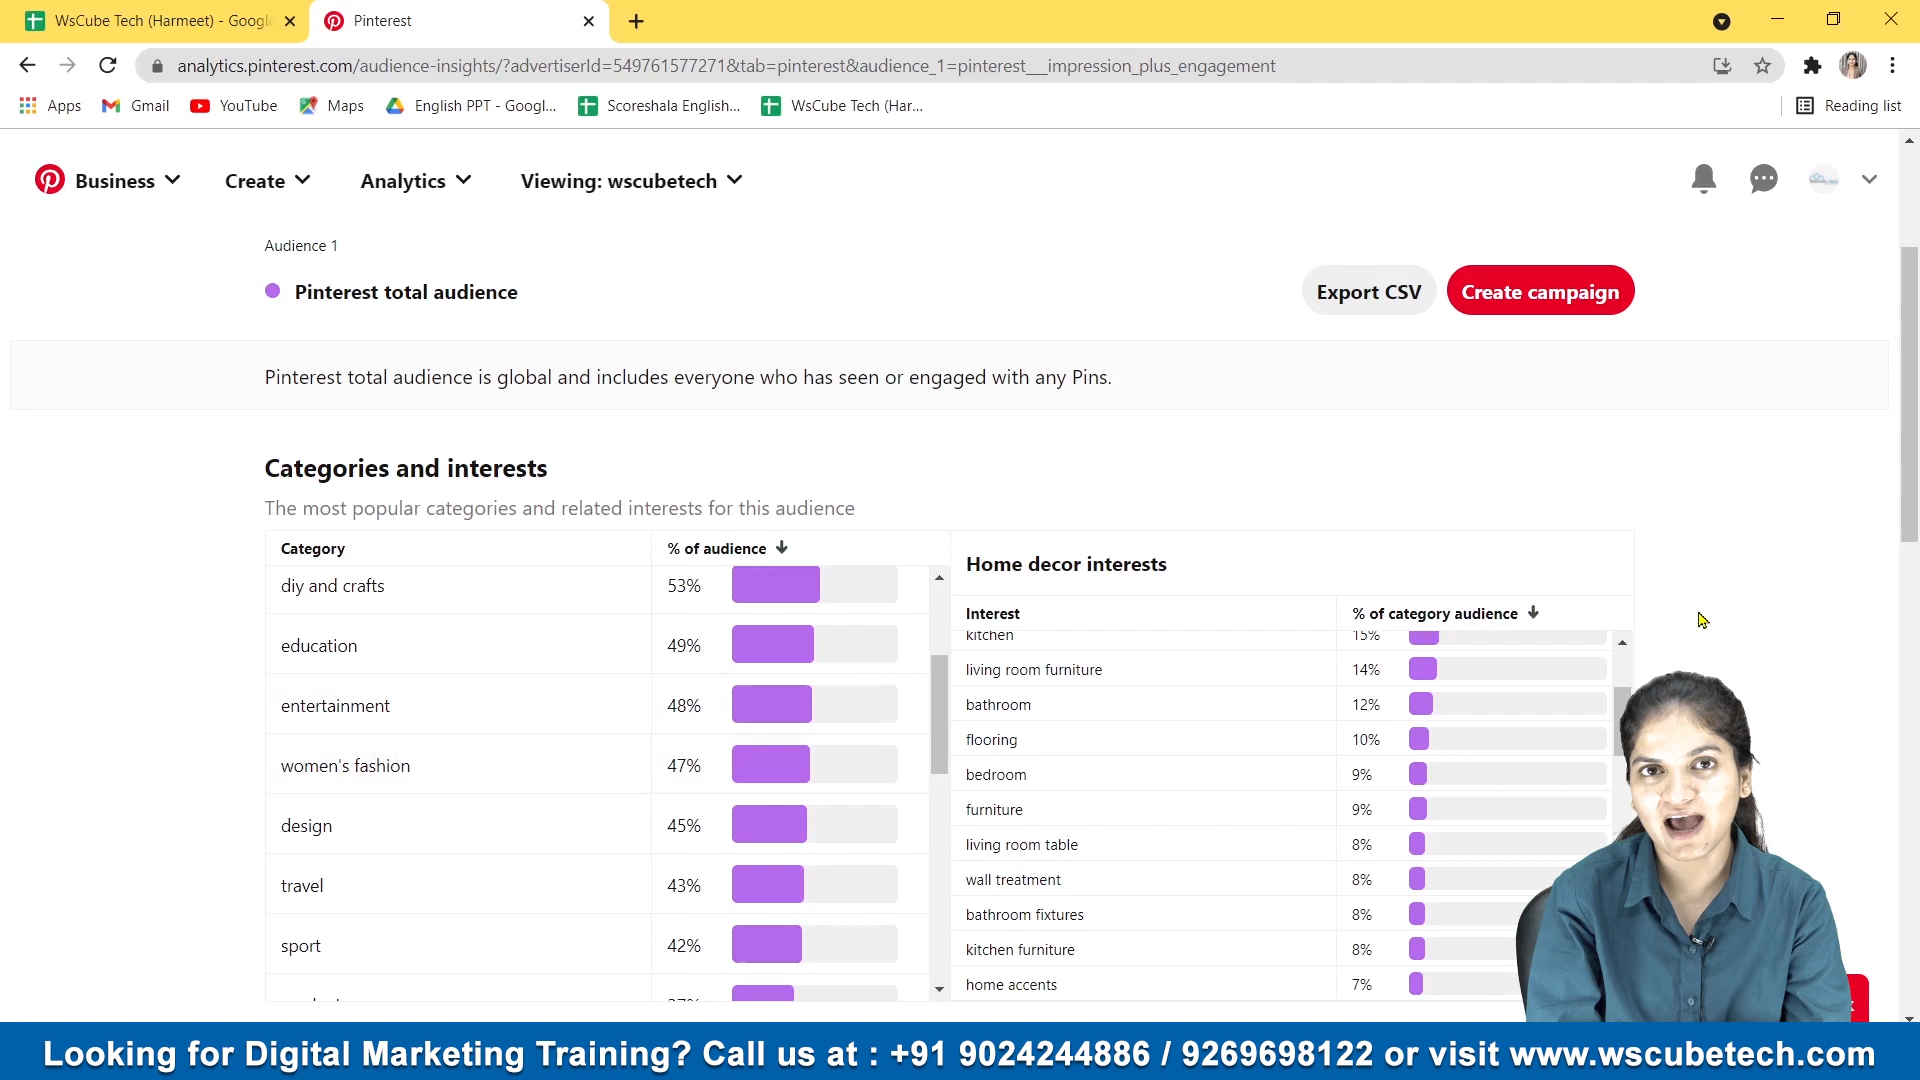 WsCube Tech (Harmeet) - Google
Pinterest
analytics.pinterest.com/audience-insights/?advertiserId=549761577271&tab=pinterest&audience_1=pinterest___impression_plus_engagement
Apps
Gmail
YouTube
Maps
English PPT - Googl...
Scoreshala English...
WsCube Tech (Har...
Reading list
Business
Create
Analytics
Viewing: wscubetech
Audience 1
Pinterest total audience
Export CSV
Create campaign
Pinterest total audience is global and includes everyone who has seen or engaged with any Pins.
Categories and interests
The most popular categories and related interests for this audience
Category % of audience
diy and crafts 53%
education 49%
entertainment 48%
women's fashion 47%
design 45%
travel 43%
sport 42%
Home decor interests
Interest % of category audience
kitchen 15%
living room furniture 14%
bathroom 12%
flooring 10%
bedroom 9%
furniture 9%
living room table 8%
wall treatment 8%
bathroom fixtures 8%
kitchen furniture 8%
home accents 7%
Looking for Digital Marketing Training? Call us at : +91 9024244886 / 9269698122 or visit www.wscubetech.com